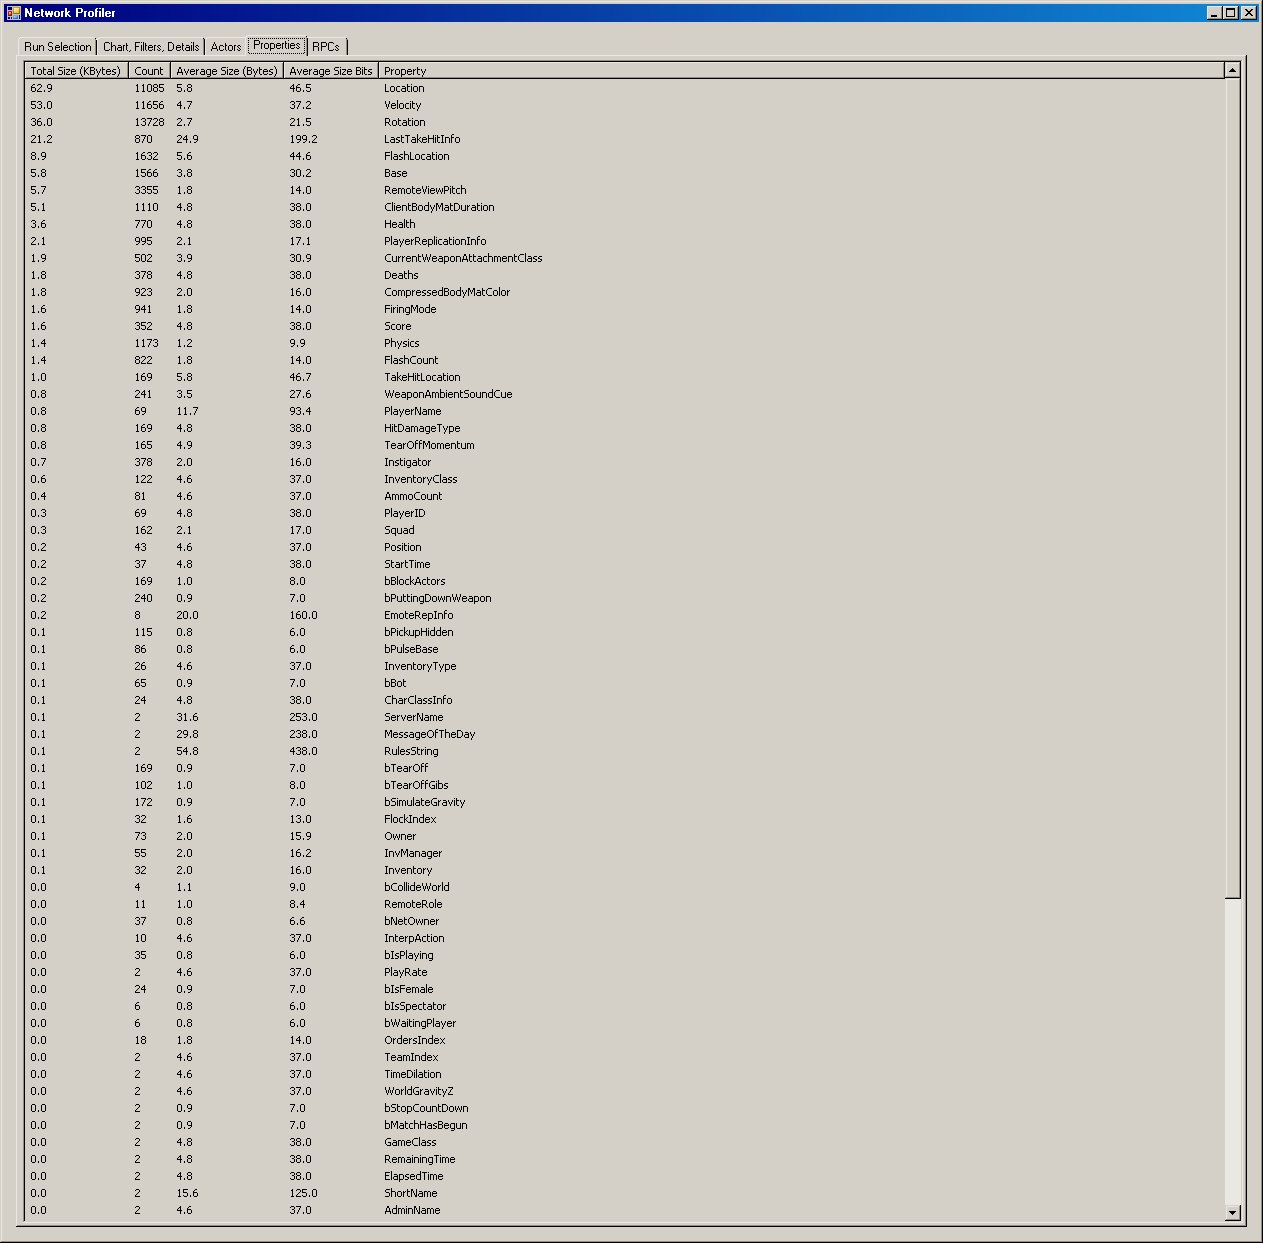 Network Profiler
Run Selection Chart, Filters, Details Actors Properties RPCs
Total Size (KBytes) Count Average Size (Bytes) Average Size Bits Property
62.9 11085 5.8 46.5 Location
53.0 11656 4.7 37.2 Velocity
36.0 13728 2.7 21.5 Rotation
21.2 870 24.9 199.2 LastTakeHitInfo
8.9 1632 5.6 44.6 FlashLocation
5.8 1566 3.8 30.2 Base
5.7 3355 1.8 14.0 RemoteViewPitch
5.1 1110 4.8 38.0 ClientBodyMatDuration
3.6 770 4.8 38.0 Health
2.1 995 2.1 17.1 PlayerReplicationInfo
1.9 502 3.9 30.9 CurrentWeaponAttachmentClass
1.8 378 4.8 38.0 Deaths
1.8 923 2.0 16.0 CompressedBodyMatColor
1.6 941 1.8 14.0 FiringMode
1.6 352 4.8 38.0 Score
1.4 1173 1.2 9.9 Physics
1.4 822 1.8 14.0 FlashCount
1.0 169 5.8 46.7 TakeHitLocation
0.8 241 3.5 27.6 WeaponAmbientSoundCue
0.8 69 11.7 93.4 PlayerName
0.8 169 4.8 38.0 HitDamageType
0.8 165 4.9 39.3 TearOffMomentum
0.7 378 2.0 16.0 Instigator
0.6 122 4.6 37.0 InventoryClass
0.4 81 4.6 37.0 AmmoCount
0.3 69 4.8 38.0 PlayerID
0.3 162 2.1 17.0 Squad
0.2 43 4.6 37.0 Position
0.2 37 4.8 38.0 StartTime
0.2 169 1.0 8.0 bBlockActors
0.2 240 0.9 7.0 bPuttingDownWeapon
0.2 8 20.0 160.0 EmoteRepInfo
0.1 115 0.8 6.0 bPickupHidden
0.1 86 0.8 6.0 bPulseBase
0.1 26 4.6 37.0 InventoryType
0.1 65 0.9 7.0 bBot
0.1 24 4.8 38.0 CharClassInfo
0.1 2 31.6 253.0 ServerName
0.1 2 29.8 238.0 MessageOfTheDay
0.1 2 54.8 438.0 RulesString
0.1 169 0.9 7.0 bTearOff
0.1 102 1.0 8.0 bTearOffGibs
0.1 172 0.9 7.0 bSimulateGravity
0.1 32 1.6 13.0 FlockIndex
0.1 73 2.0 15.9 Owner
0.1 55 2.0 16.2 InvManager
0.1 32 2.0 16.0 Inventory
0.0 4 1.1 9.0 bCollideWorld
0.0 11 1.0 8.4 RemoteRole
0.0 37 0.8 6.6 bNetOwner
0.0 10 4.6 37.0 InterpAction
0.0 35 0.8 6.0 bIsPlaying
0.0 2 4.6 37.0 PlayRate
0.0 24 0.9 7.0 bIsFemale
0.0 6 0.8 6.0 bIsSpectator
0.0 6 0.8 6.0 bWaitingPlayer
0.0 18 1.8 14.0 OrdersIndex
0.0 2 4.6 37.0 TeamIndex
0.0 2 4.6 37.0 TimeDilation
0.0 2 4.6 37.0 WorldGravityZ
0.0 2 0.9 7.0 bStopCountDown
0.0 2 0.9 7.0 bMatchHasBegun
0.0 2 4.8 38.0 GameClass
0.0 2 4.8 38.0 RemainingTime
0.0 2 4.8 38.0 ElapsedTime
0.0 2 15.6 125.0 ShortName
0.0 2 4.6 37.0 AdminName